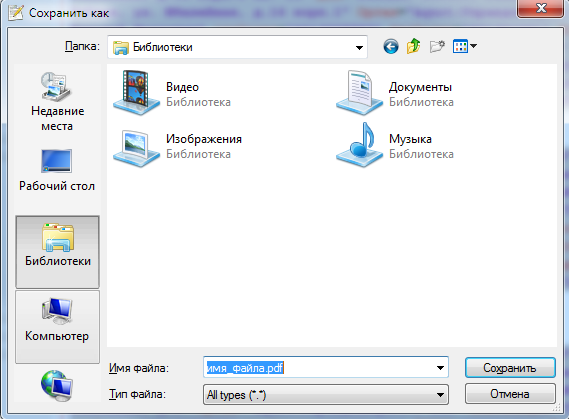 Сохранить как
Папка: Библиотеки
Недавние места
Рабочий стол
Библиотеки
Компьютер
Видео
Библиотека
Документы
Библиотека
Изображения
Библиотека
Музыка
Библиотека
Имя файла: имя_файла.pdf
Сохранить
Тип файла: All types (*.*)
Отмена